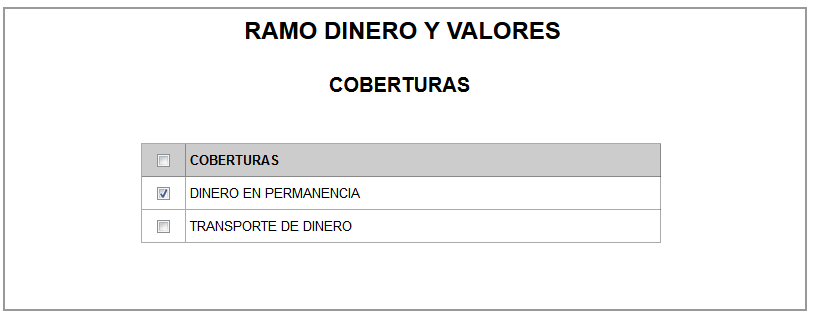 RAMO DINERO Y VALORES
COBERTURAS
COBERTURAS
DINERO EN PERMANENCIA
TRANSPORTE DE DINERO